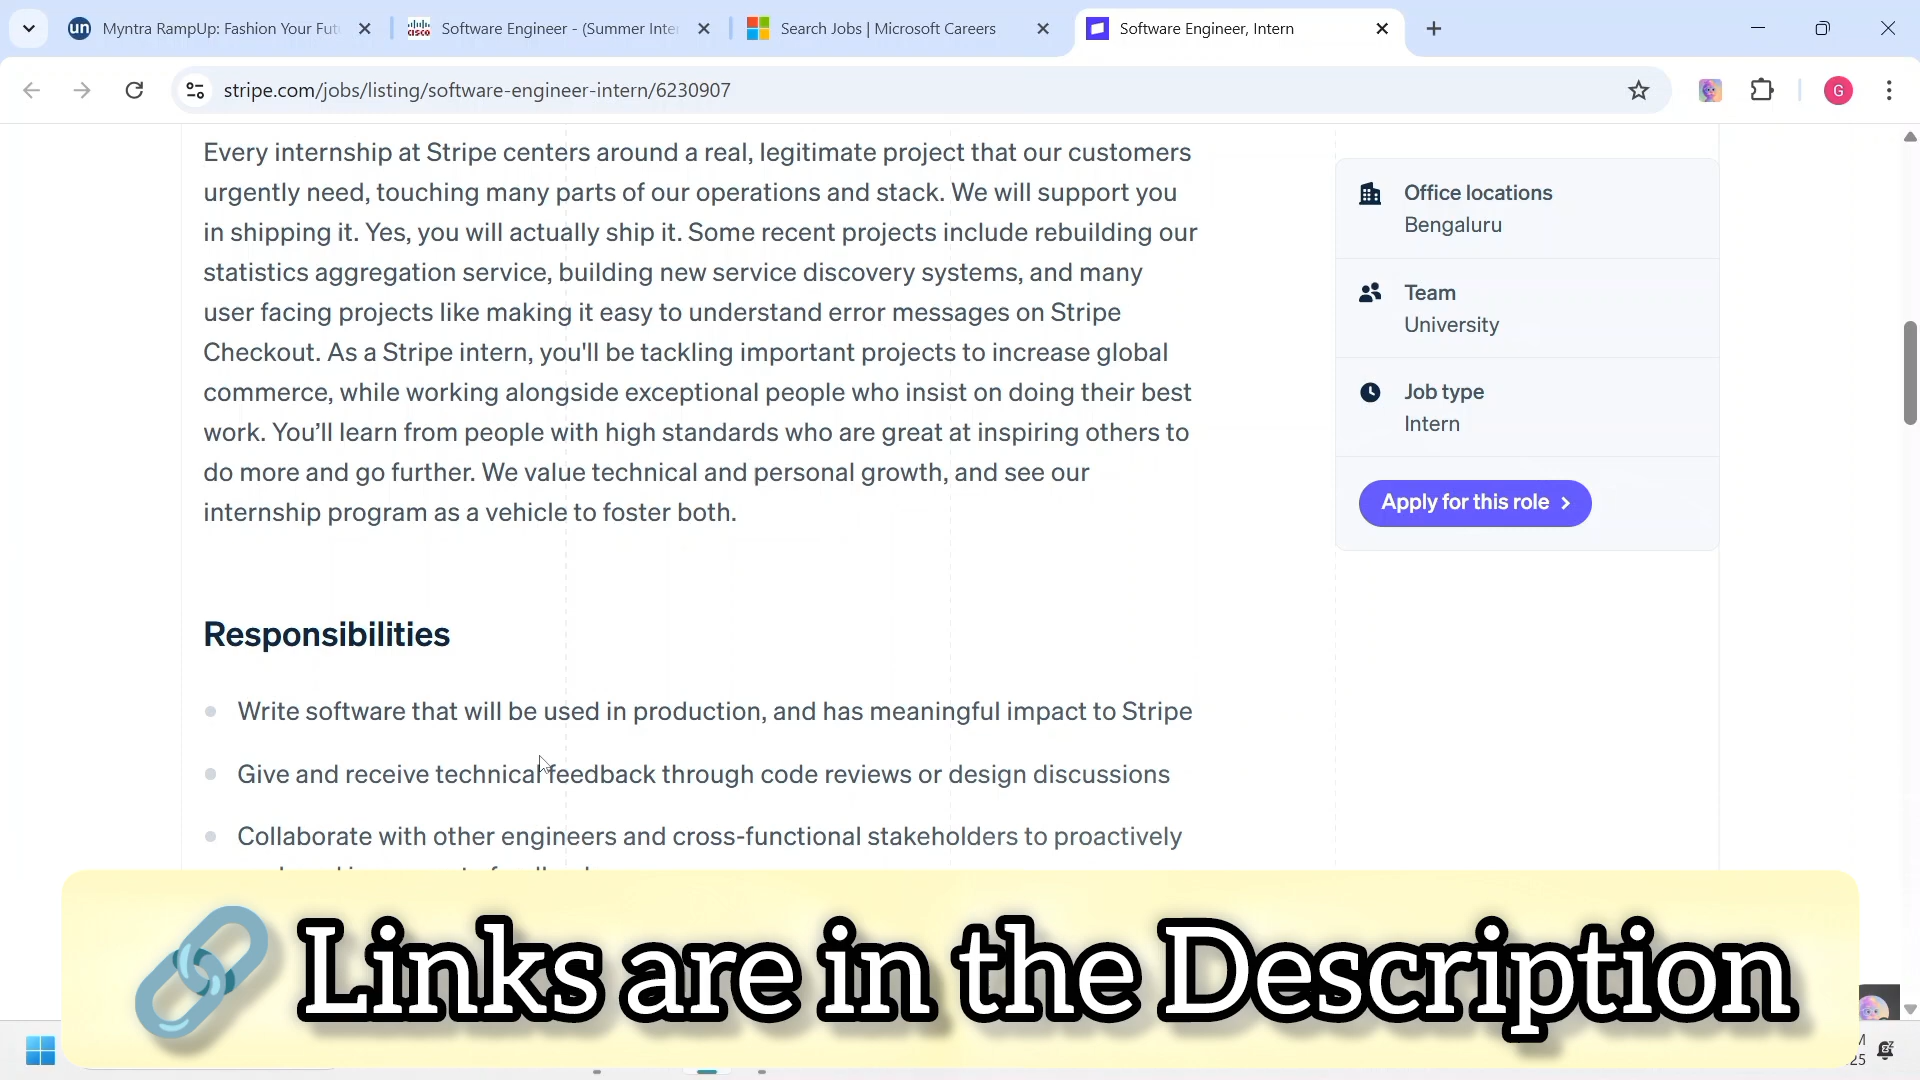 un Myntra RampUp: Fashion Your Fut
cisco Software Engineer - (Summer Inte
Search Jobs | Microsoft Careers
Software Engineer, Intern
stripe.com/jobs/listing/software-engineer-intern/6230907
G
Every internship at Stripe centers around a real, legitimate project that our customers
urgently need, touching many parts of our operations and stack. We will support you
in shipping it. Yes, you will actually ship it. Some recent projects include rebuilding our
statistics aggregation service, building new service discovery systems, and many
user facing projects like making it easy to understand error messages on Stripe
Checkout. As a Stripe intern, you'll be tackling important projects to increase global
commerce, while working alongside exceptional people who insist on doing their best
work. You’ll learn from people with high standards who are great at inspiring others to
do more and go further. We value technical and personal growth, and see our
internship program as a vehicle to foster both.
Office locations
Bengaluru
Team
University
Job type
Intern
Apply for this role
Responsibilities
Write software that will be used in production, and has meaningful impact to Stripe
Give and receive technical feedback through code reviews or design discussions
Collaborate with other engineers and cross-functional stakeholders to proactively
Links are in the Description
M
25